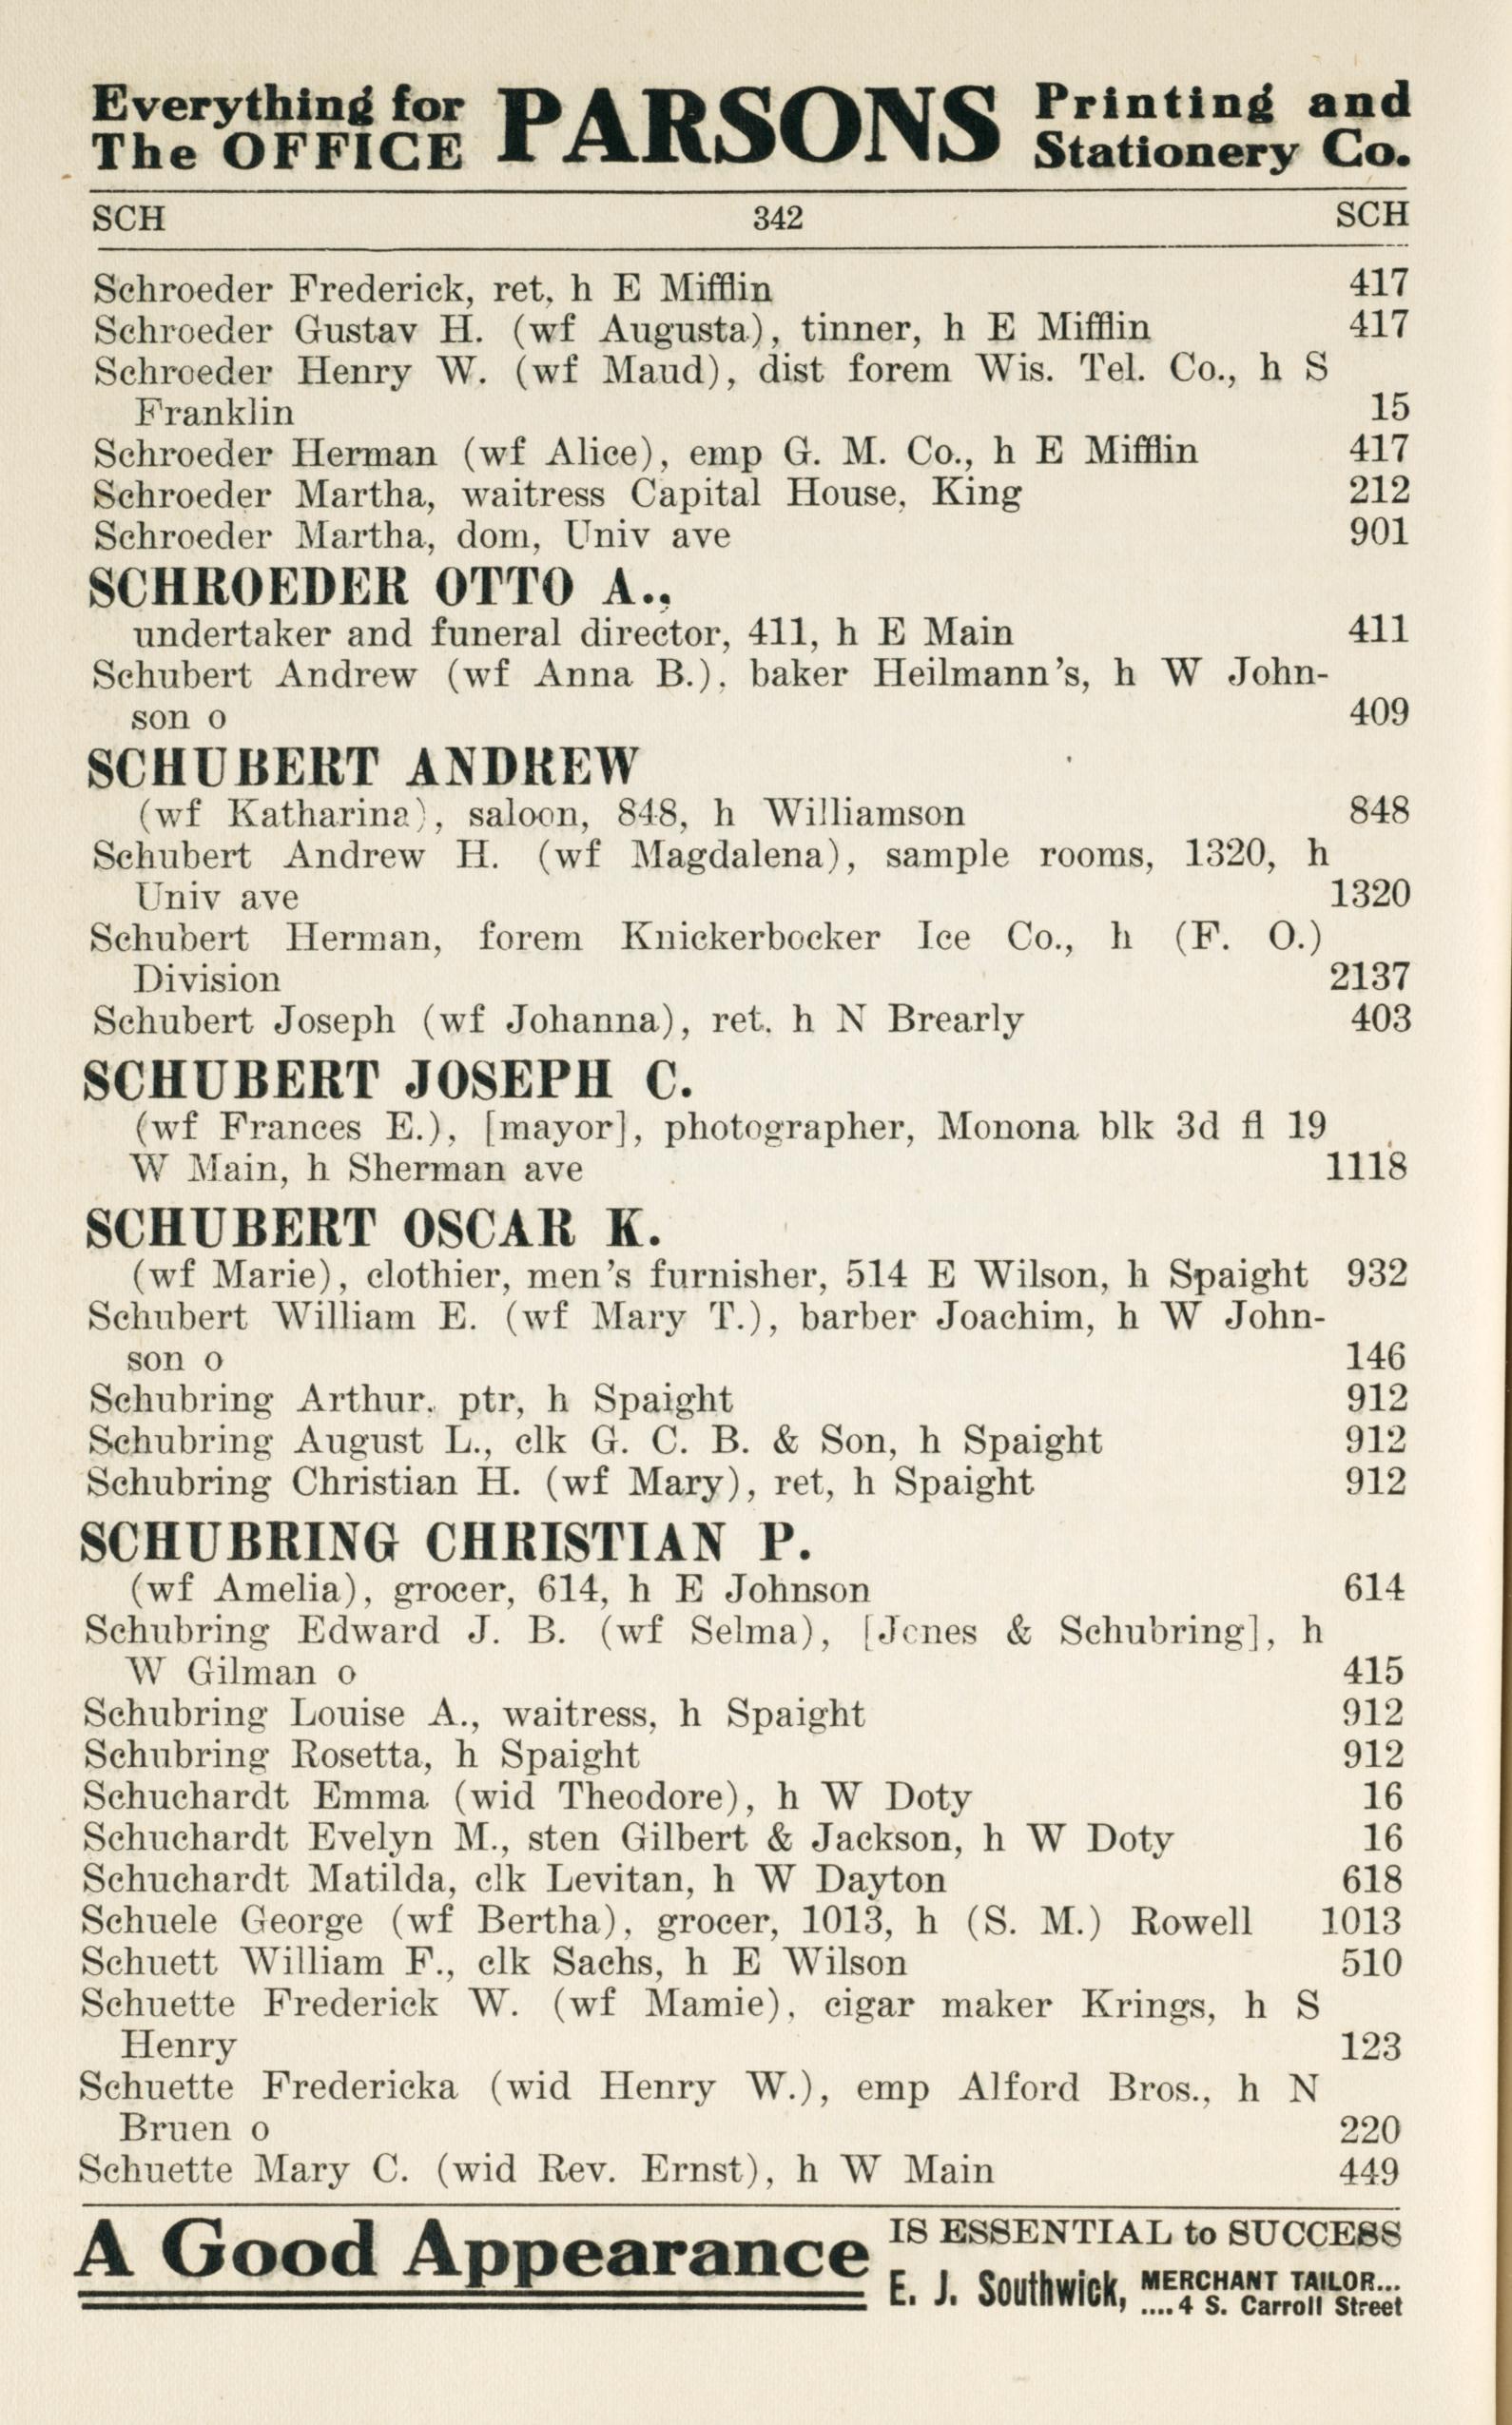 Everything for The OFFICE PARSONS Printing and Stationery Co.
SCH 342 SCH
Schroeder Frederick, ret, h E Mifflin 417
Schroeder Gustav H. (wf Augusta), tinner, h E Mifflin 417
Schroeder Henry W. (wf Maud), dist forem Wis. Tel. Co., h S
Franklin 15
Schroeder Herman (wf Alice), emp G. M. Co., h E Mifflin 417
Schroeder Martha, waitress Capital House, King 212
Schroeder Martha, dom, Univ ave 901
SCHROEDER OTTO A.,
undertaker and funeral director, 411, h E Main 411
Schubert Andrew (wf Anna B.), baker Heilmann's, h W John-
son o 409
SCHUBERT ANDREW
(wf Katharina), saloon, 848, h Williamson 848
Schubert Andrew H. (wf Magdalena), sample rooms, 1320, h
Univ ave 1320
Schubert Herman, forem Knickerbocker Ice Co., h (F. O.)
Division 2137
Schubert Joseph (wf Johanna), ret. h N Brearly 403
SCHUBERT JOSEPH C.
(wf Frances E.), [mayor], photographer, Monona blk 3d fl 19
W Main, h Sherman ave 1118
SCHUBERT OSCAR K.
(wf Marie), clothier, men's furnisher, 514 E Wilson, h Spaight 932
Schubert William E. (wf Mary T.), barber Joachim, h W John-
son o 146
Schubring Arthur. ptr, h Spaight 912
Schubring August L., clk G. C. B. & Son, h Spaight 912
Schubring Christian H. (wf Mary), ret, h Spaight 912
SCHUBRING CHRISTIAN P.
(wf Amelia), grocer, 614, h E Johnson 614
Schubring Edward J. B. (wf Selma), [Jones & Schubring], h
W Gilman o 415
Schubring Louise A., waitress, h Spaight 912
Schubring Rosetta, h Spaight 912
Schuchardt Emma (wid Theodore), h W Doty 16
Schuchardt Evelyn M., sten Gilbert & Jackson, h W Doty 16
Schuchardt Matilda, clk Levitan, h W Dayton 618
Schuele George (wf Bertha), grocer, 1013, h (S. M.) Rowell 1013
Schuett William F., clk Sachs, h E Wilson 510
Schuette Frederick W. (wf Mamie), cigar maker Krings, h S
Henry 123
Schuette Fredericka (wid Henry W.), emp Alford Bros., h N
Bruen o 220
Schuette Mary C. (wid Rev. Ernst), h W Main 449
A Good Appearance IS ESSENTIAL to SUCCESS
E. J. Southwick, MERCHANT TAILOR...
....4 S. Carroll Street